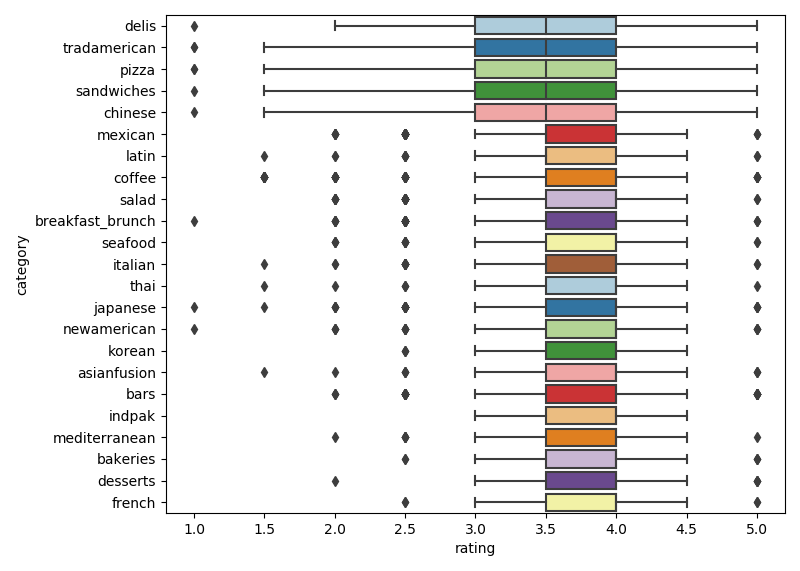 delis
tradamerican
pizza
sandwiches
chinese
mexican
latin
coffee
salad
breakfast_brunch
seafood
italian
thai
japanese
newamerican
korean
asianfusion
bars
indpak
mediterranean
bakeries
desserts
french
category
1.0 1.5 2.0 2.5 3.0 3.5 4.0 4.5 5.0
rating